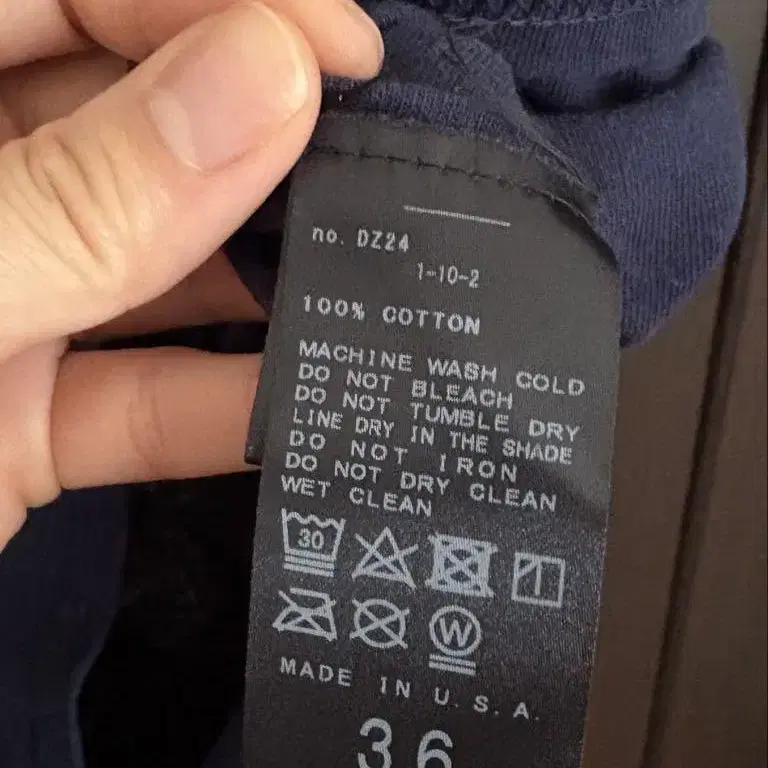 no. DZ24
1-10-2
100% COTTON
MACHINE WASH COLD
DO NOT BLEACH
DO NOT TUMBLE DRY
LINE DRY IN THE SHADE
DO NOT IRON
DO NOT DRY CLEAN
WET CLEAN
30
W
MADE IN U.S.A.
36